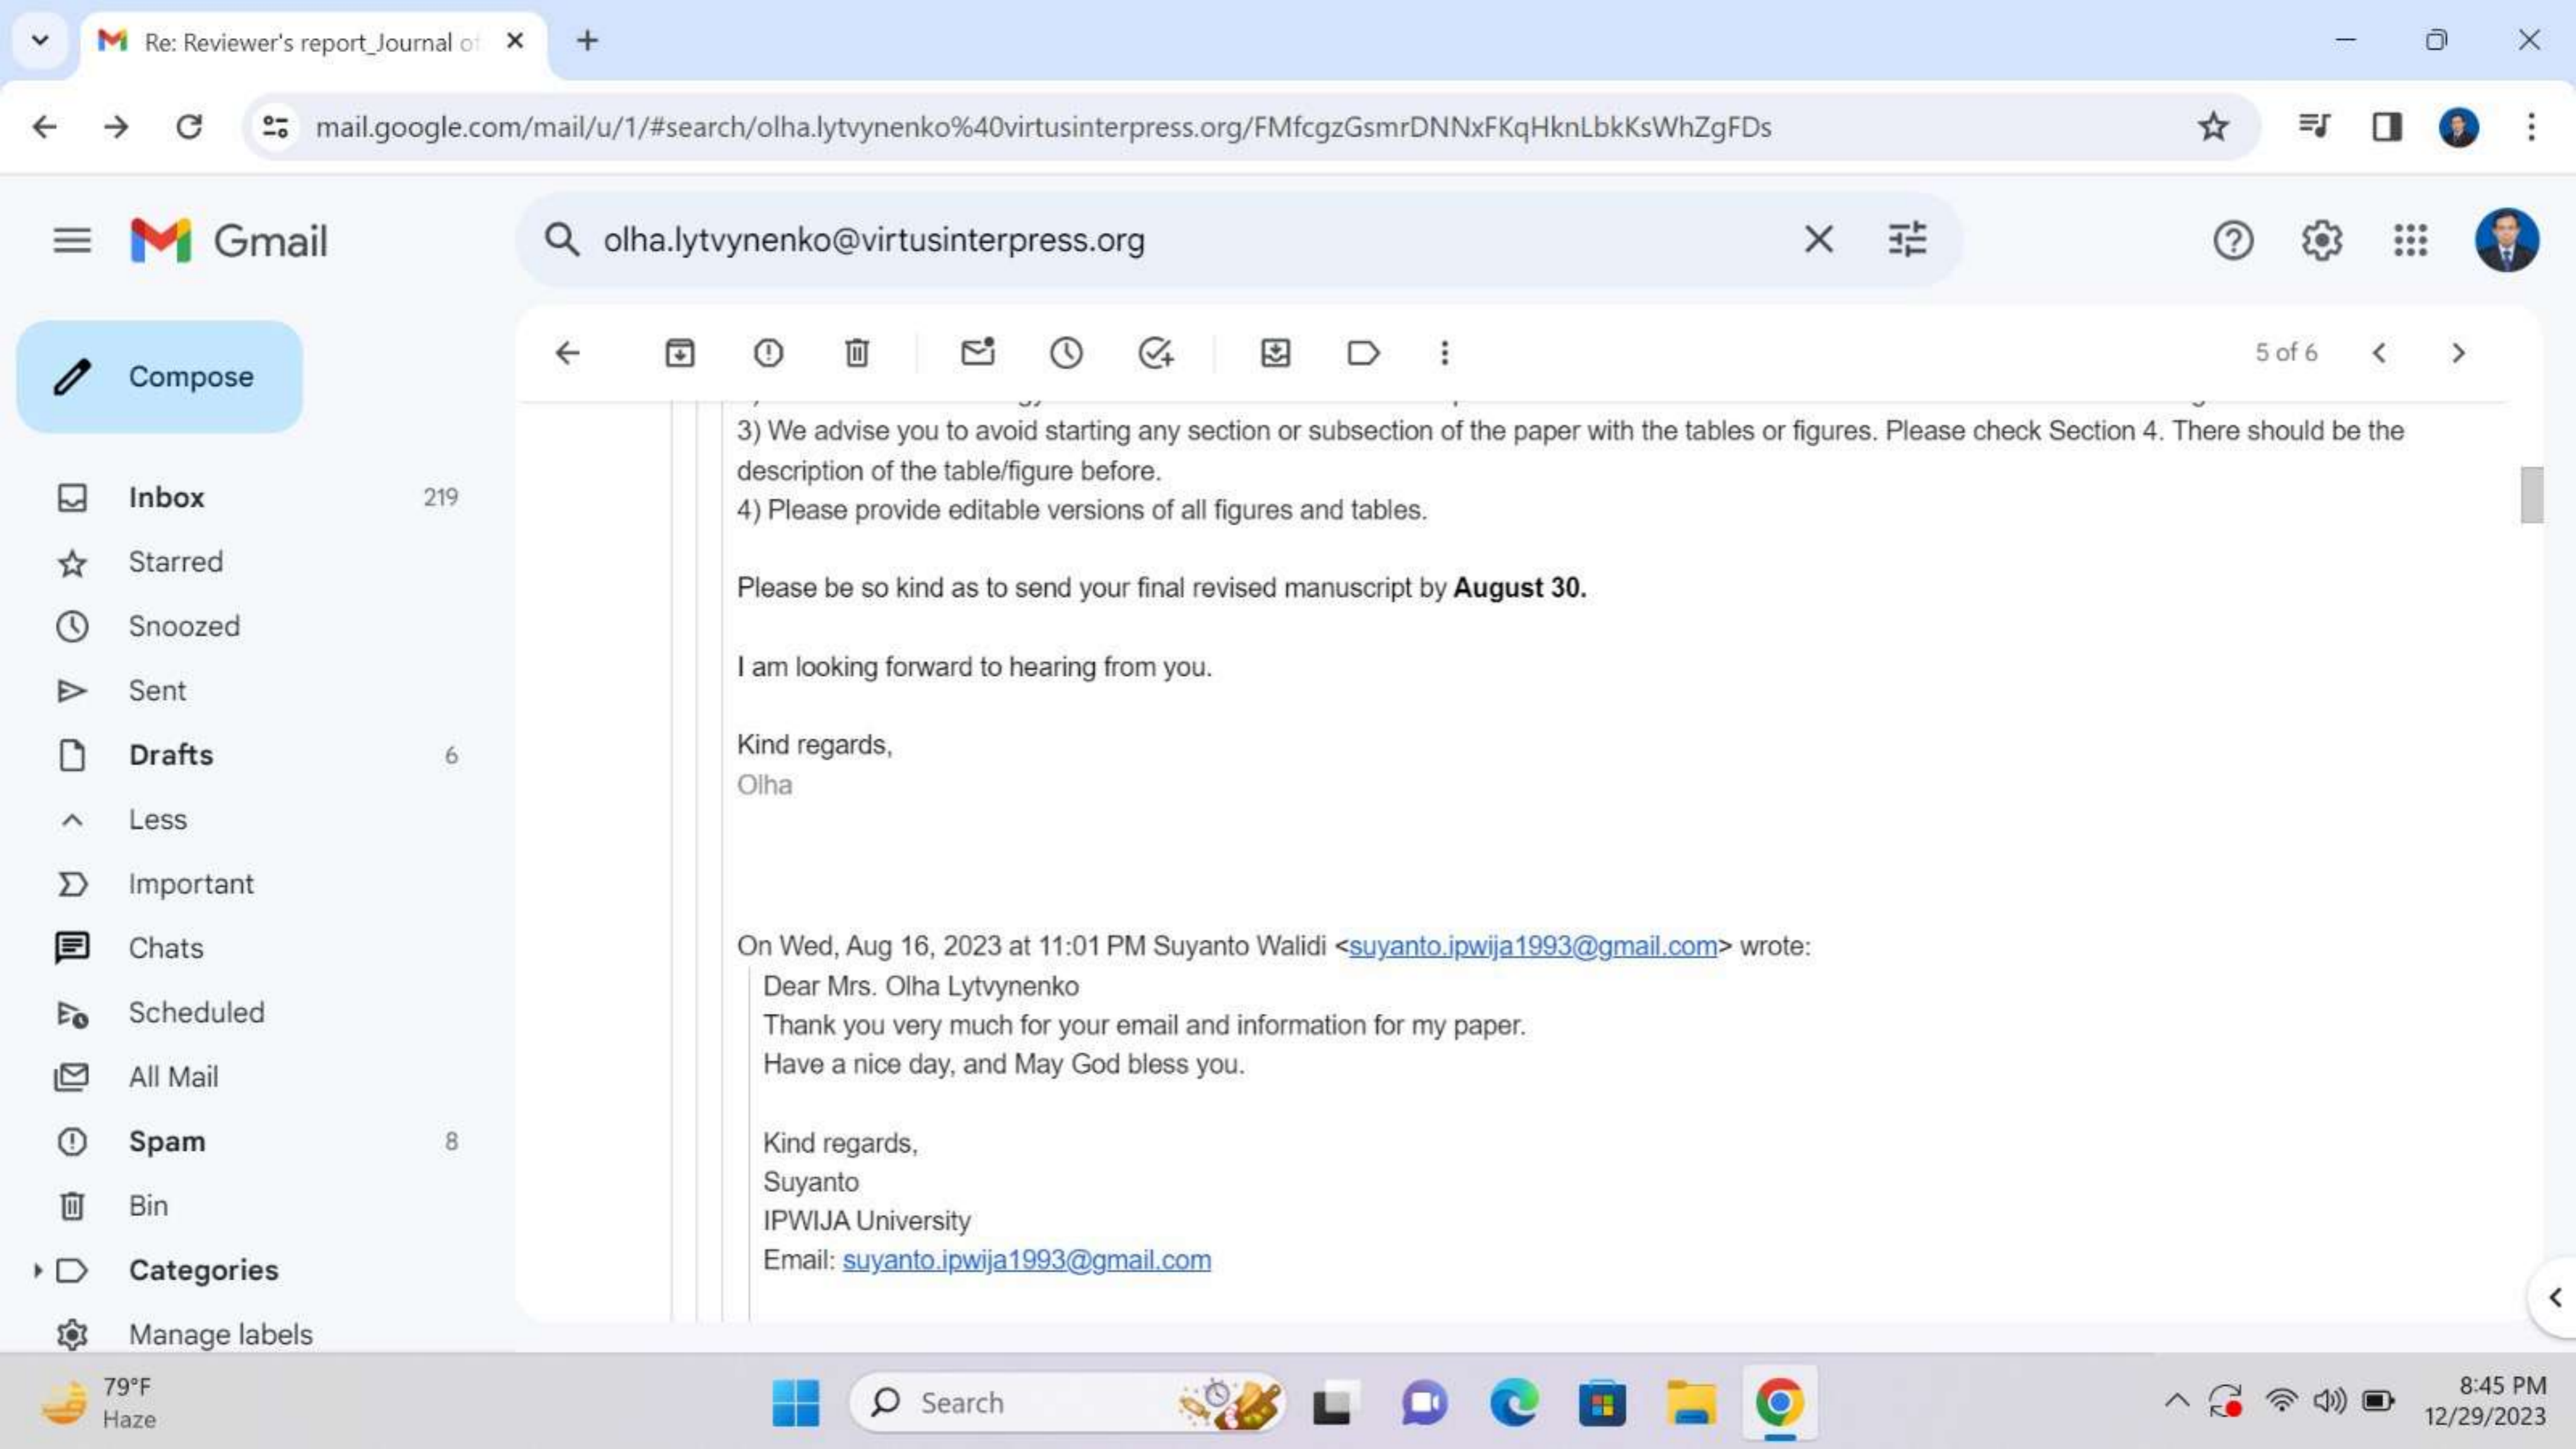 Re: Reviewer's report_Journal of
mail.google.com/mail/u/1/#search/olha.lytvynenko%40virtusinterpress.org/FMfcgzGsmrDNNxFKqHknLbkKsWhZgFDs
Gmail
olha.lytvynenko@virtusinterpress.org
Compose
5 of 6
Inbox 219
Starred
Snoozed
Sent
Drafts 6
Less
Important
Chats
Scheduled
All Mail
Spam 8
Bin
Categories
Manage labels
3) We advise you to avoid starting any section or subsection of the paper with the tables or figures. Please check Section 4. There should be the
description of the table/figure before.
4) Please provide editable versions of all figures and tables.
Please be so kind as to send your final revised manuscript by August 30.
I am looking forward to hearing from you.
Kind regards,
Olha
On Wed, Aug 16, 2023 at 11:01 PM Suyanto Walidi <suyanto.ipwija1993@gmail.com> wrote:
Dear Mrs. Olha Lytvynenko
Thank you very much for your email and information for my paper.
Have a nice day, and May God bless you.
Kind regards,
Suyanto
IPWIJA University
Email: suyanto.ipwija1993@gmail.com
79°F
Haze
Search
8:45 PM
12/29/2023